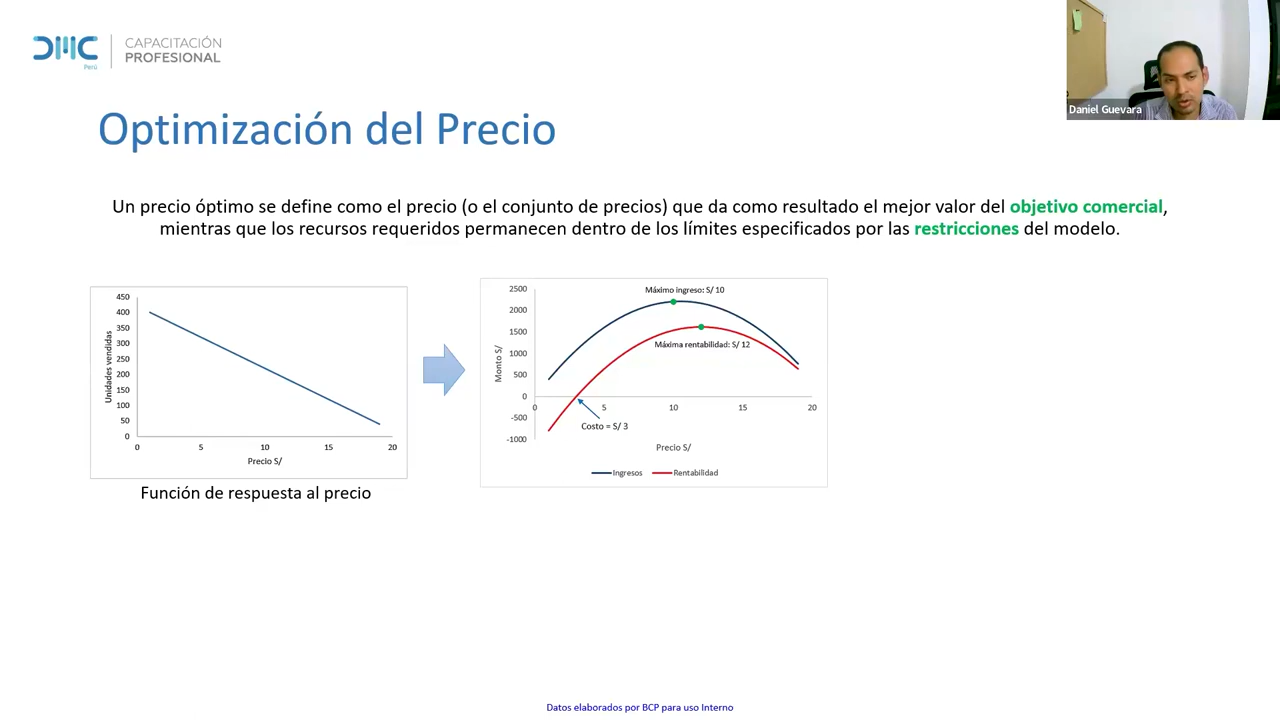 DMC
Perú
CAPACITACIÓN
PROFESIONAL
Daniel Guevara
Optimización del Precio
Un precio óptimo se define como el precio (o el conjunto de precios) que da como resultado el mejor valor del objetivo comercial,
mientras que los recursos requeridos permanecen dentro de los límites especificados por las restricciones del modelo.
Unidades vendidas
450
400
350
300
250
200
150
100
50
0
0 5 10 15 20
Precio S/
Función de respuesta al precio
Monto S/
2500
2000
1500
1000
500
0
-500
-1000
Máximo ingreso: S/ 10
Máxima rentabilidad: S/ 12
0 5 10 15 20
Costo = S/ 3
Precio S/
Ingresos Rentabilidad
Datos elaborados por BCP para uso Interno